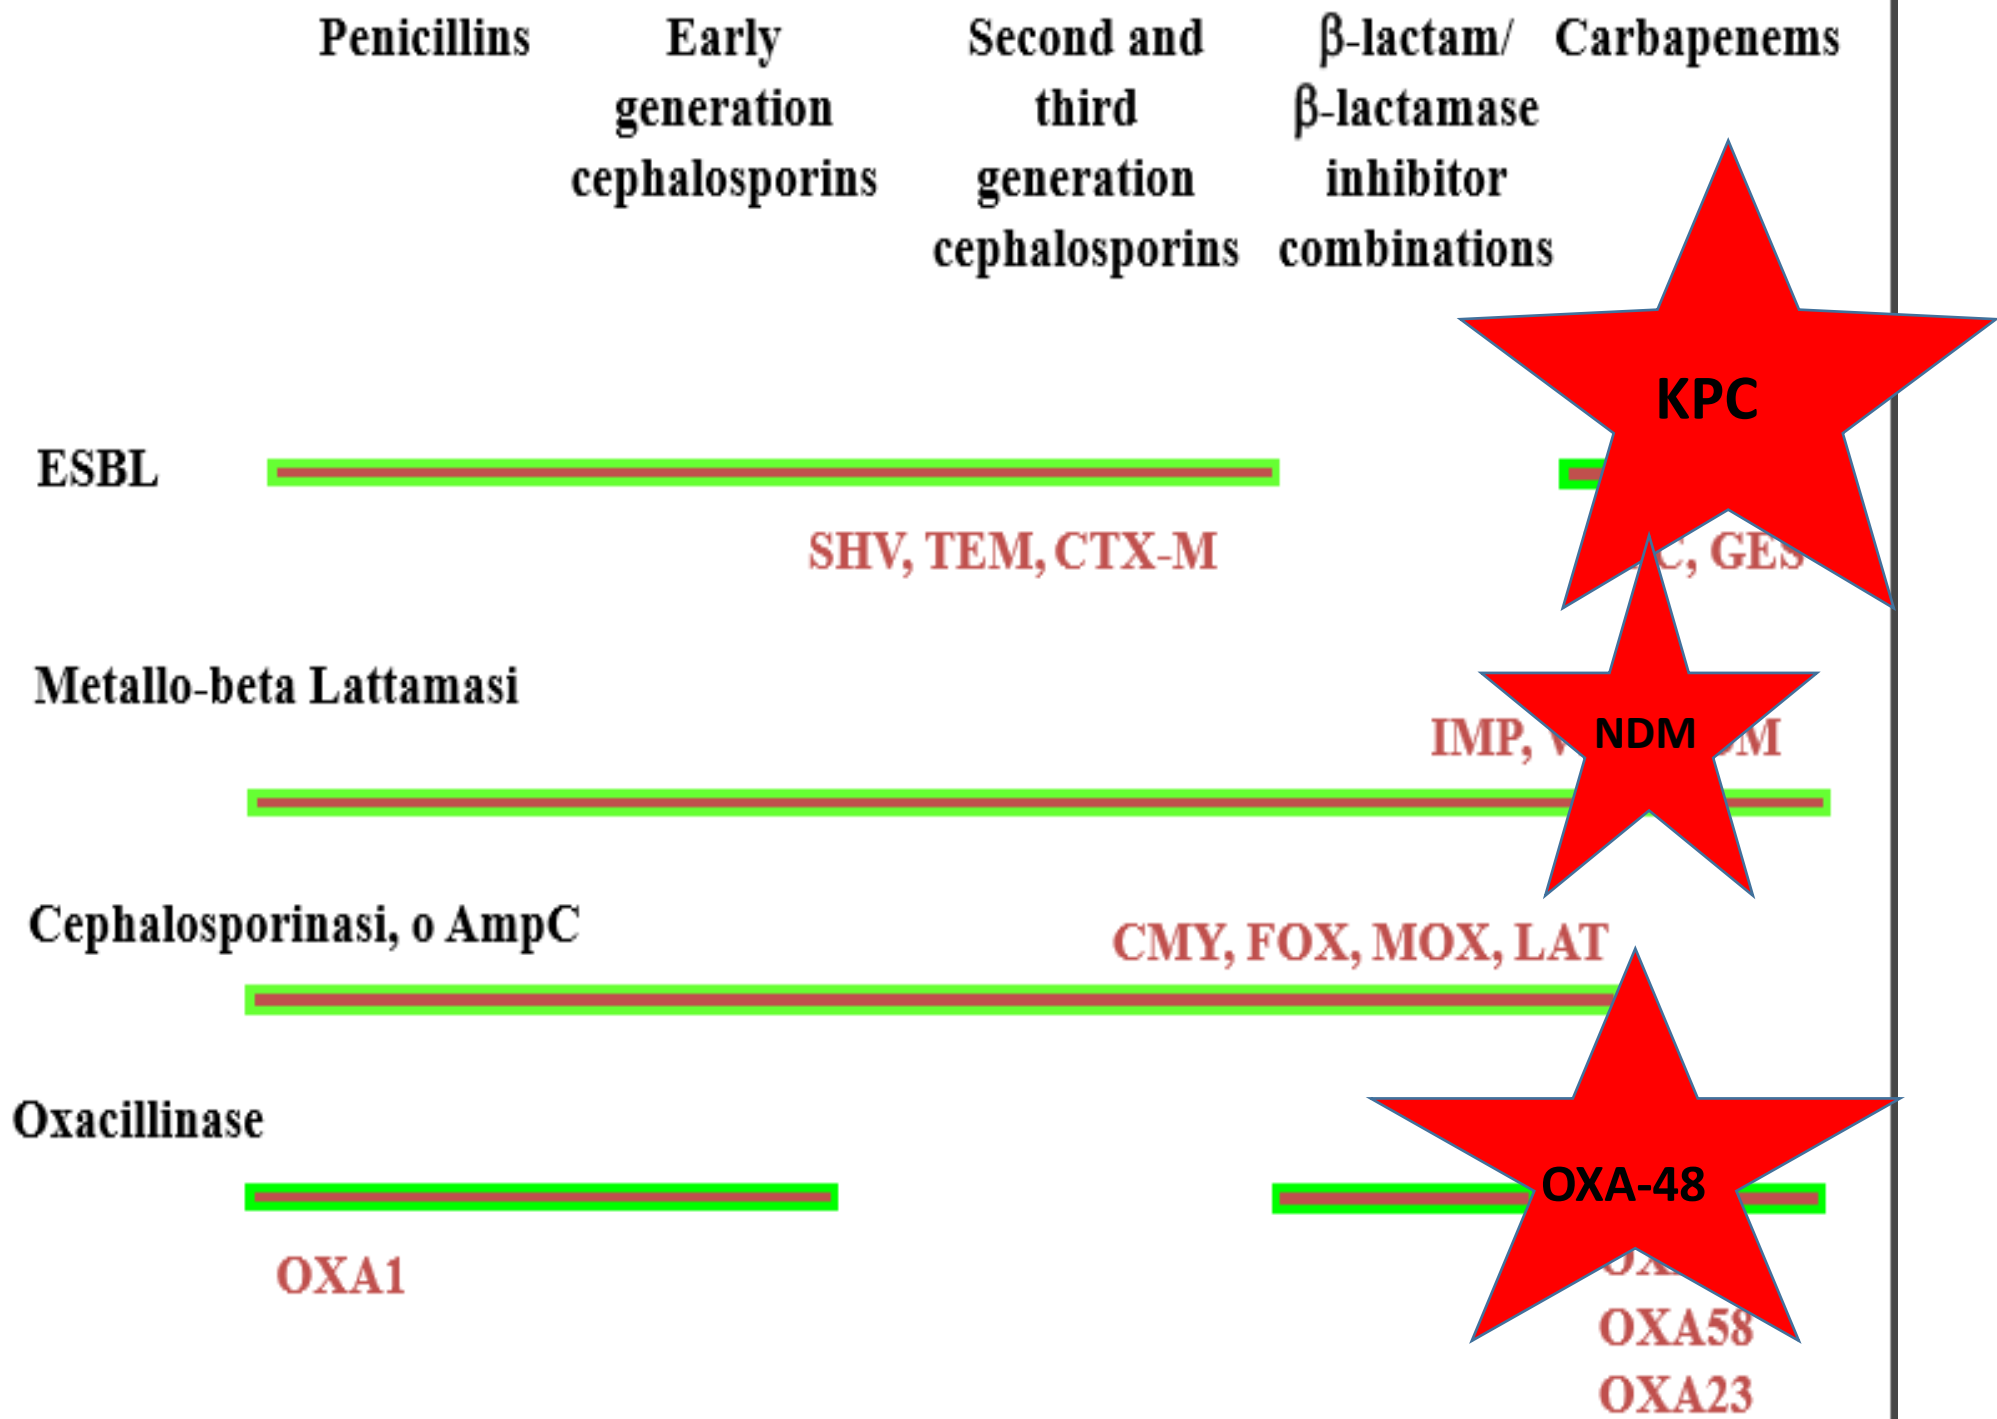 Penicillins
Early
generation
cephalosporins
Second and
third
generation
cephalosporins
β-lactam/
β-lactamase
inhibitor
combinations
Carbapenems
KPC
ESBL
SHV, TEM, CTX-M
GES
Metallo-beta Lattamasi
IMP,
NDM
Cephalosporinasi, o AmpC
CMY, FOX, MOX, LAT
Oxacillinase
OXA-48
OXA1
OXA58
OXA23